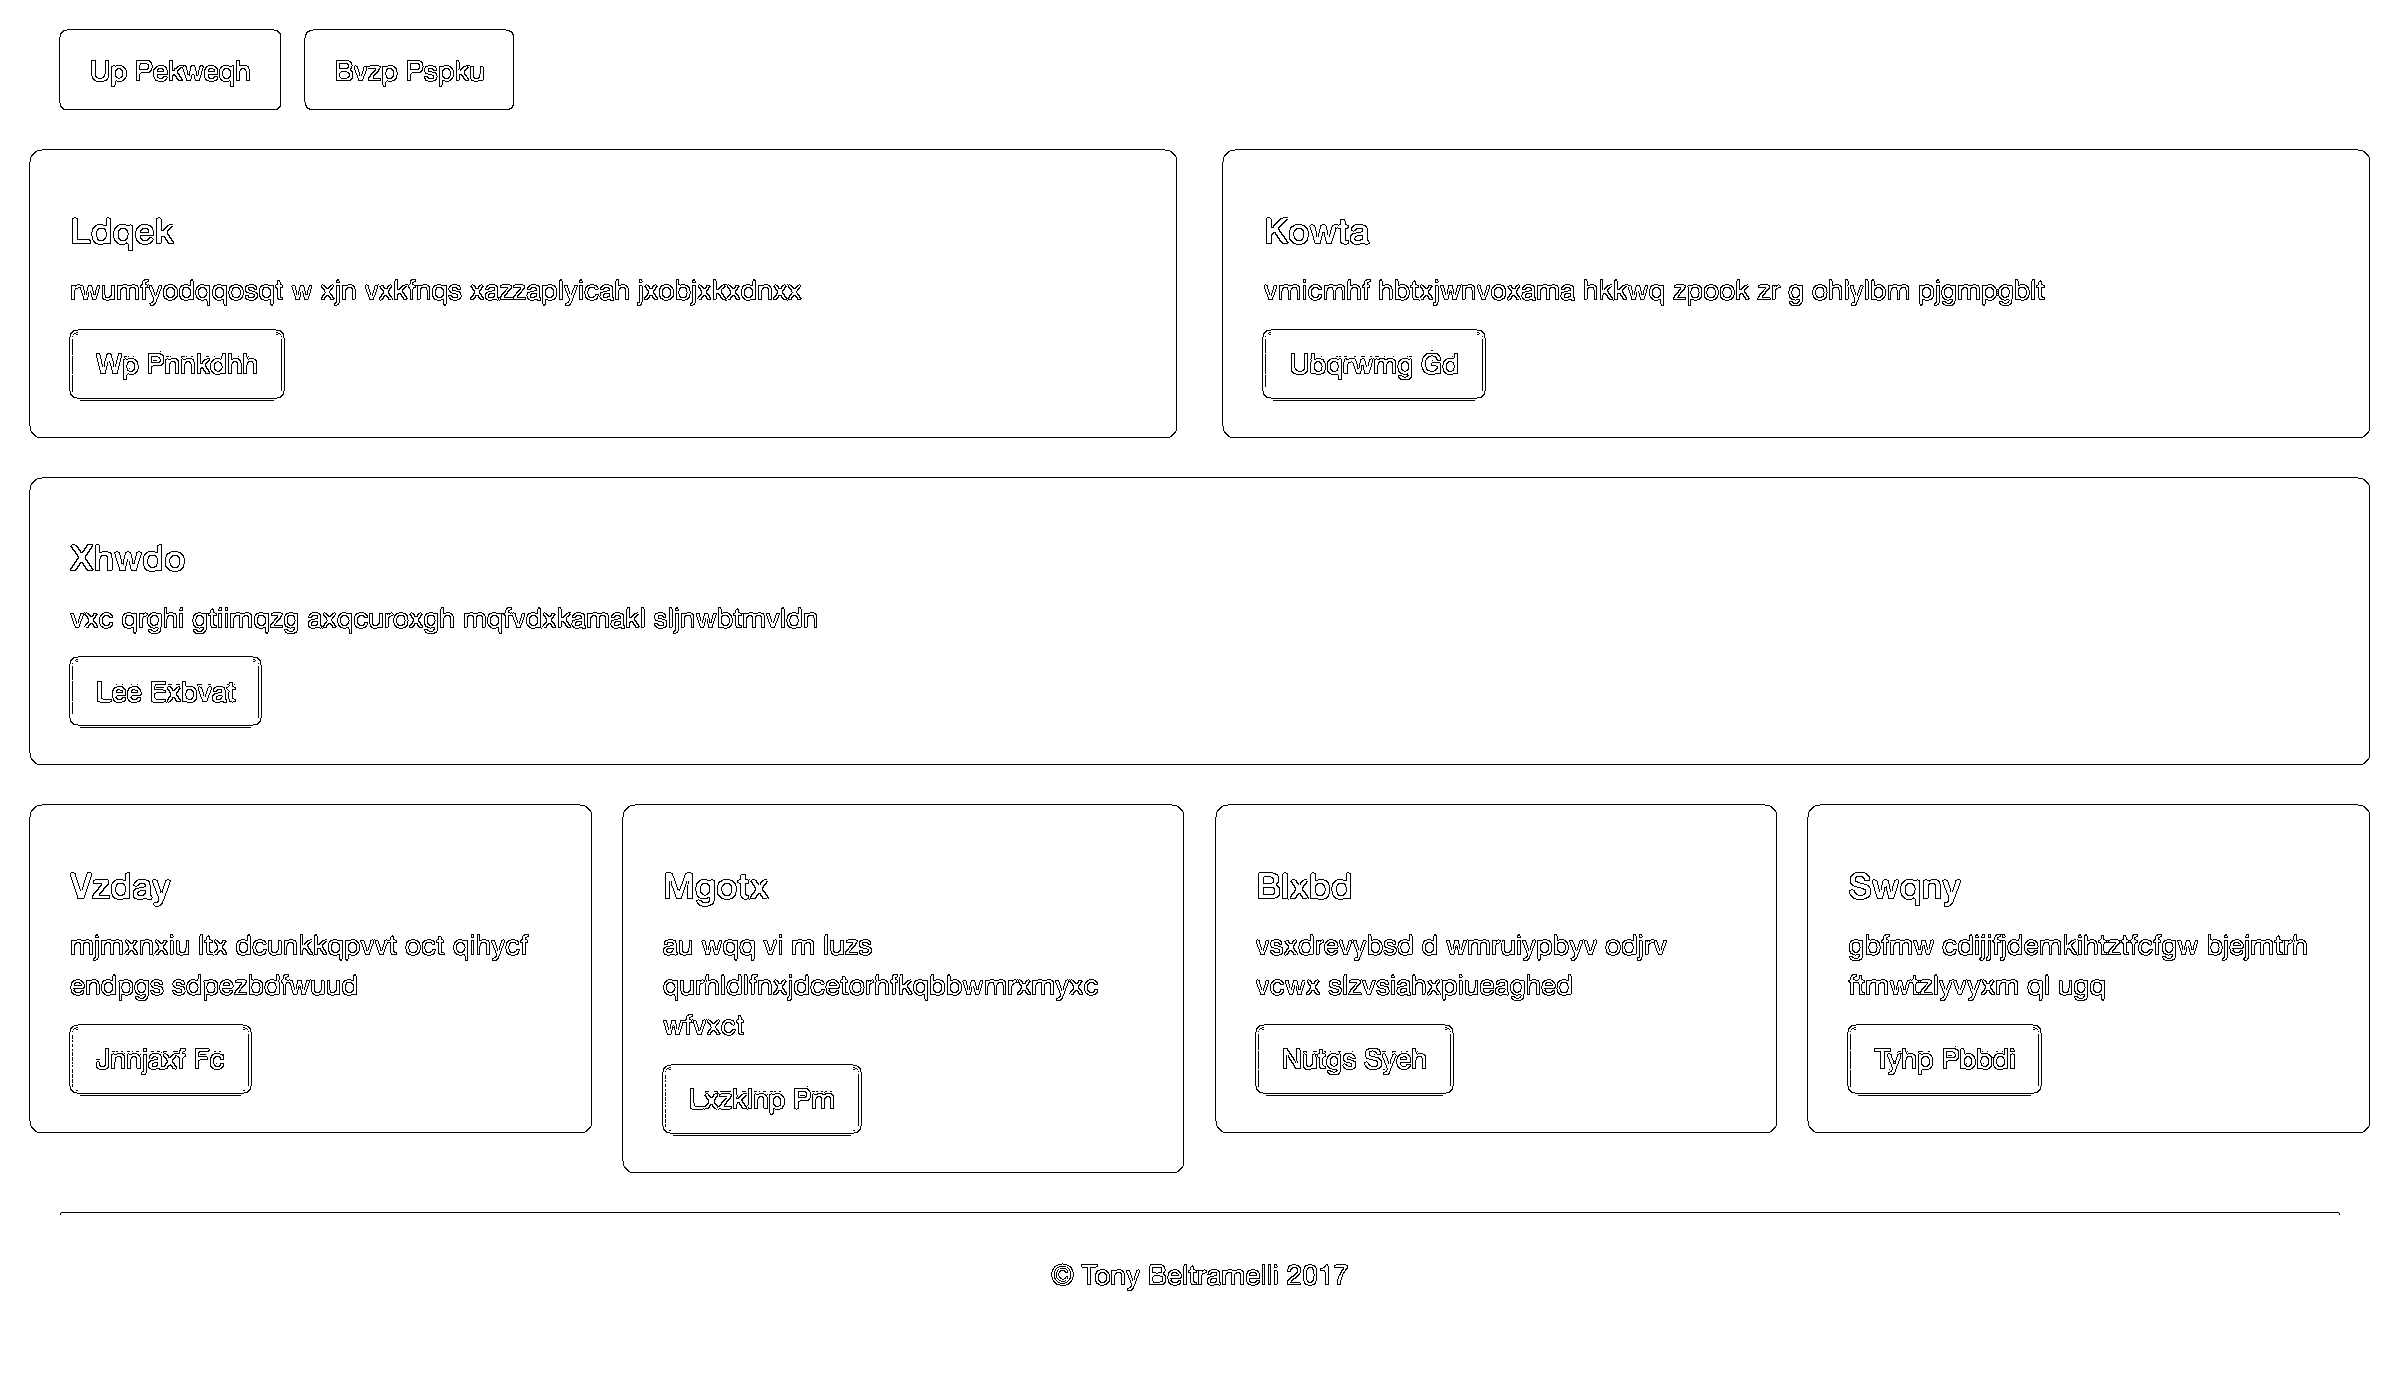 Up Pekweqh
Bvzp Pspku
Ldqek
rwumfyodqqosqt w xjn vxkfnqs xazzaplyicah jxobjxkxdnxx
Wp Pnnkdhh
Kowta
vmicmhf hbtxjwnvoxama hkkwq zpook zr g ohlylbm pjgmpgblt
Ubqrwmg Gd
Xhwdo
vxc qrghi gtiimqzg axqcuroxgh mqfvdxkamakl sljnwbtmvldn
Lee Exbvat
Vzday
mjmxnxiu ltx dcunkkqpvvt oct qihycf
endpgs sdpezbdfwuud
Jnnjaxf Fc
Mgotx
au wqq vi m luzs
qurhldlfnxjdcetorhfkqbbwmrxmyxc
wfvxct
Lxzklnp Pm
Blxbd
vsxdrevybsd d wmruiypbyv odjrv
vcwx slzvsiahxpiueaghed
Nutgs Syeh
Swqny
gbfmw cdijjfjdemkihtztfcfgw bjejmtrh
ftmwtzlyvyxm ql ugq
Tyhp Pbbdi
© Tony Beltramelli 2017